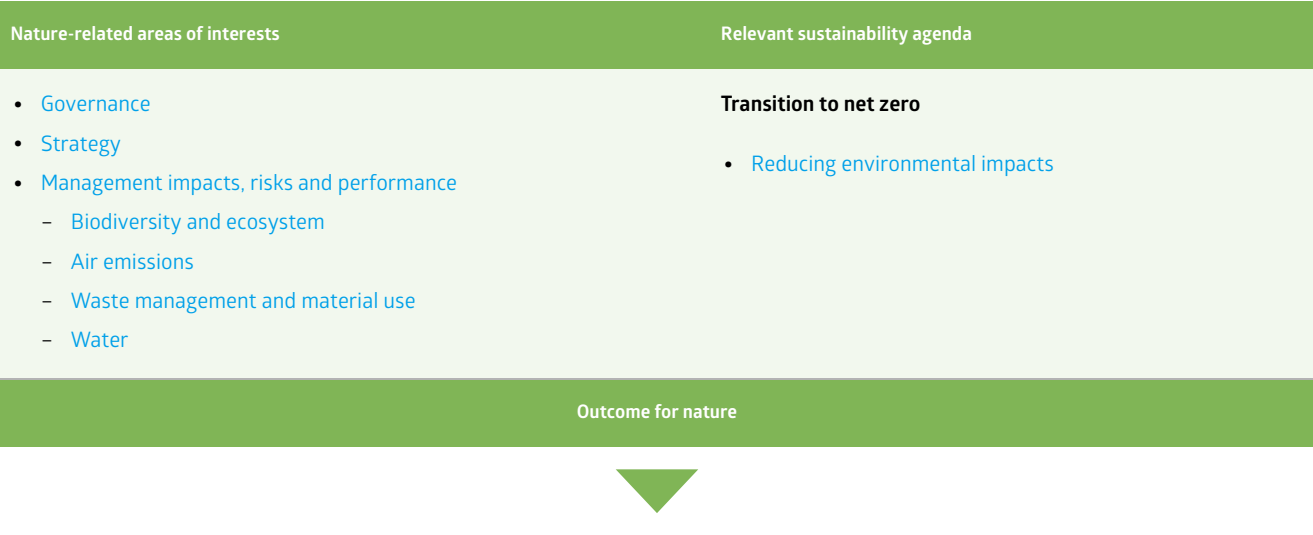 Nature-related areas of interests
Relevant sustainability agenda
• Governance
• Strategy
• Management impacts, risks and performance
– Biodiversity and ecosystem
– Air emissions
– Waste management and material use
– Water
Transition to net zero
• Reducing environmental impacts
Outcome for nature